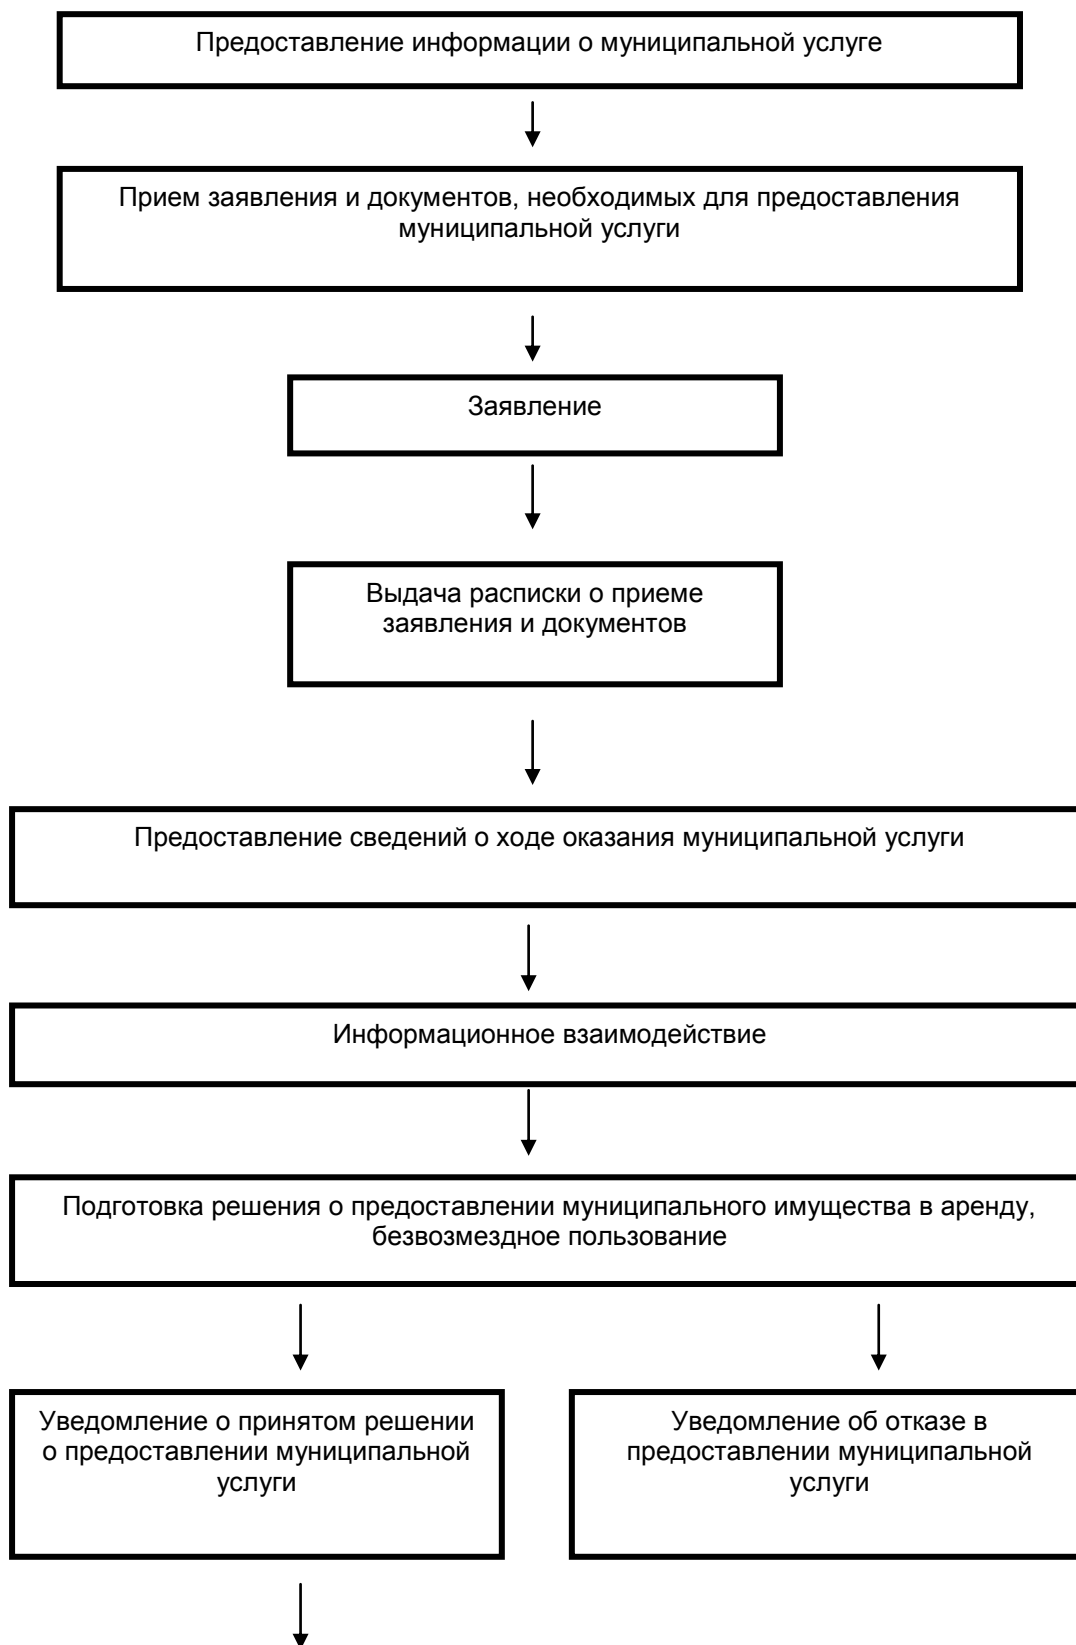 Предоставление информации о муниципальной услуге
Прием заявления и документов, необходимых для предоставления
муниципальной услуги
Заявление
Выдача расписки о приеме
заявления и документов
Предоставление сведений о ходе оказания муниципальной услуги
Информационное взаимодействие
Подготовка решения о предоставлении муниципального имущества в аренду,
безвозмездное пользование
Уведомление о принятом решении
о предоставлении муниципальной
услуги
Уведомление об отказе в
предоставлении муниципальной
услуги